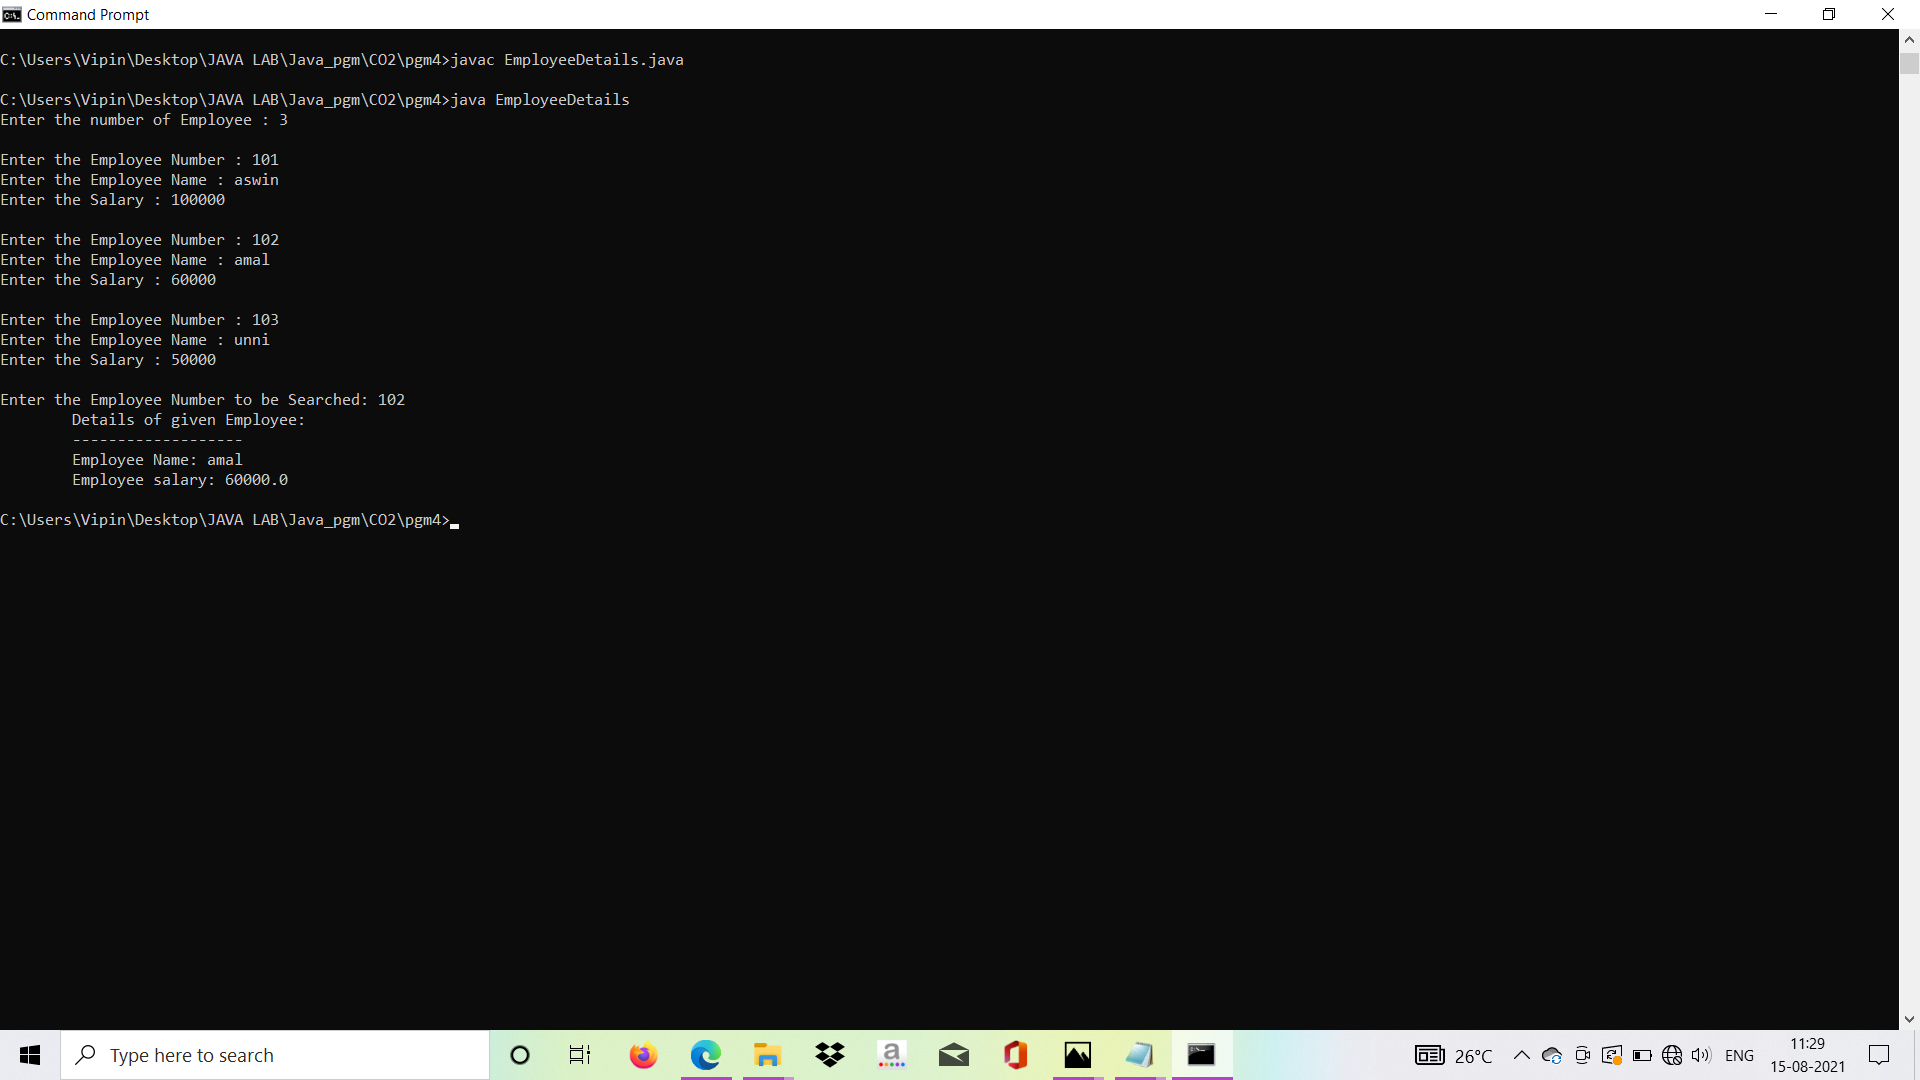 Command Prompt
C:\Users\Vipin\Desktop\JAVA LAB\Java_pgm\CO2\pgm4>javac EmployeeDetails.java
C:\Users\Vipin\Desktop\JAVA LAB\Java_pgm\CO2\pgm4>java EmployeeDetails
Enter the number of Employee : 3
Enter the Employee Number : 101
Enter the Employee Name : aswin
Enter the Salary : 100000
Enter the Employee Number : 102
Enter the Employee Name : amal
Enter the Salary : 60000
Enter the Employee Number : 103
Enter the Employee Name : unni
Enter the Salary : 50000
Enter the Employee Number to be Searched: 102
Details of given Employee:
-------------------
Employee Name: amal
Employee salary: 60000.0
C:\Users\Vipin\Desktop\JAVA LAB\Java_pgm\CO2\pgm4>
Type here to search
a
26°C
ENG
11:29
15-08-2021